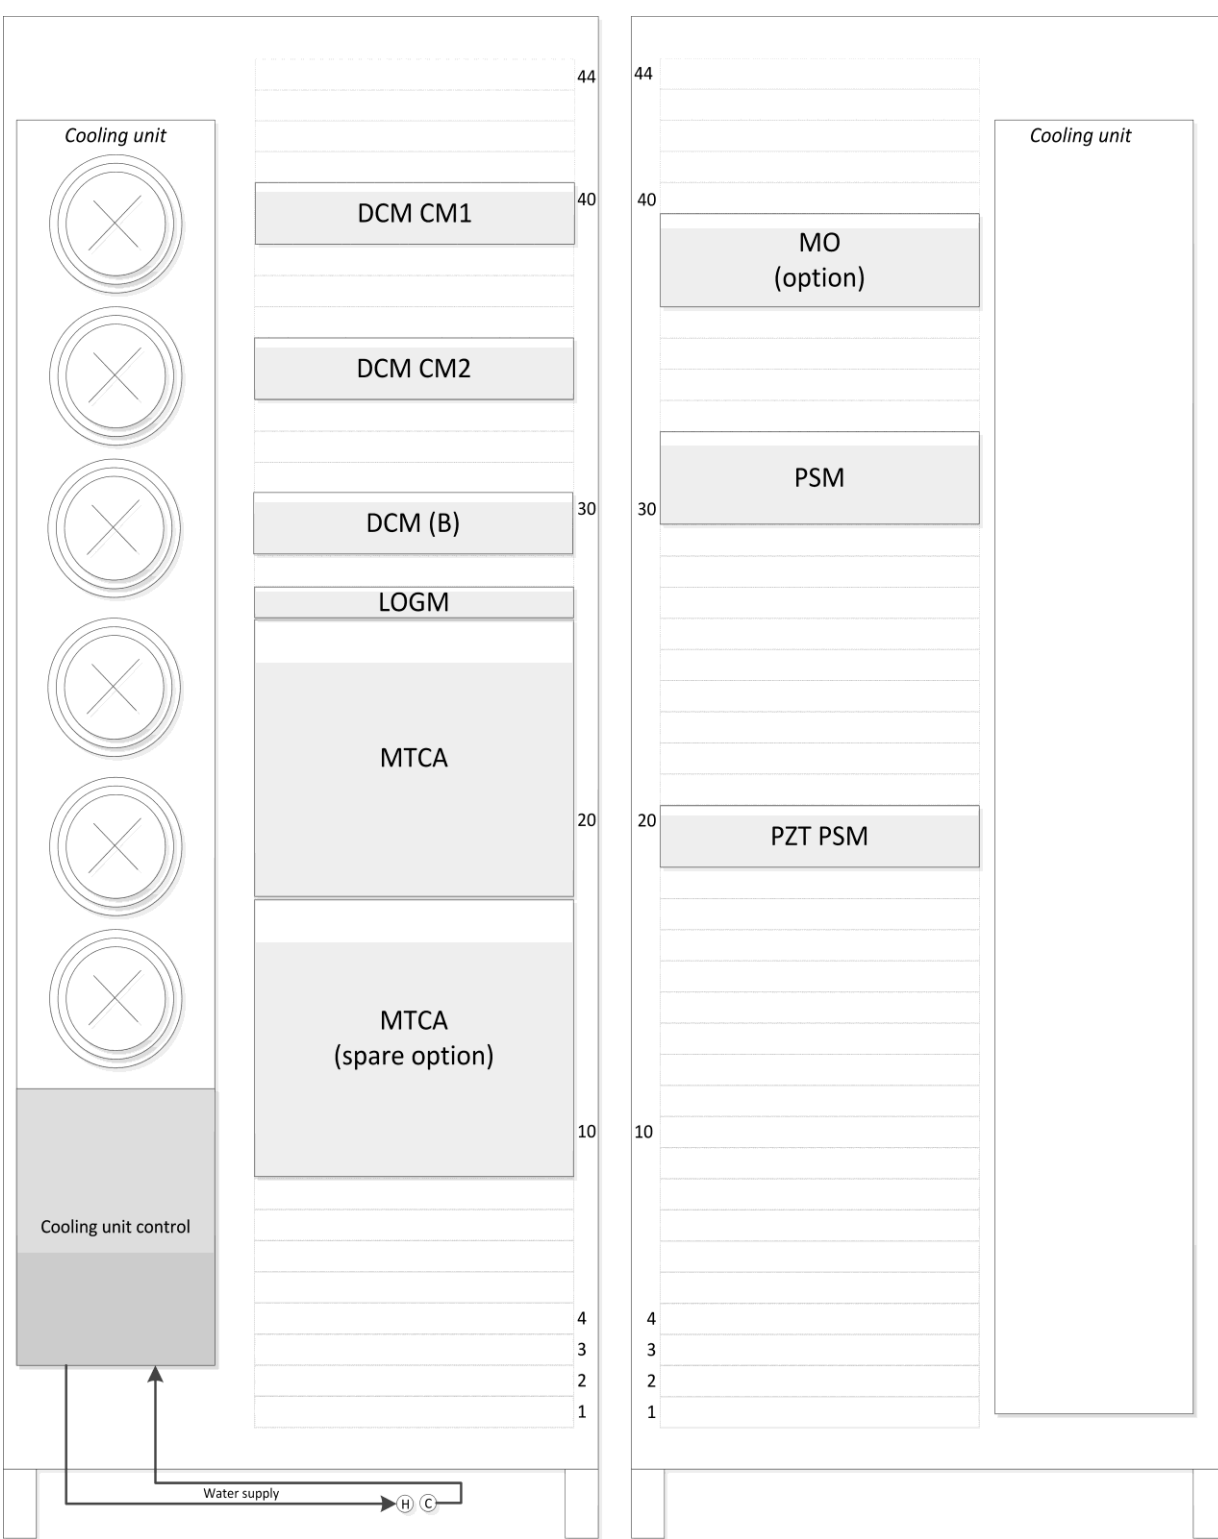 Cooling unit
44
40
DCM CM1
DCM CM2
30
DCM (B)
LOGM
MTCA
20
MTCA
(spare option)
10
Cooling unit control
4
3
2
1
Water supply
H
C
44
Cooling unit
40
MO
(option)
PSM
30
20
PZT PSM
10
4
3
2
1